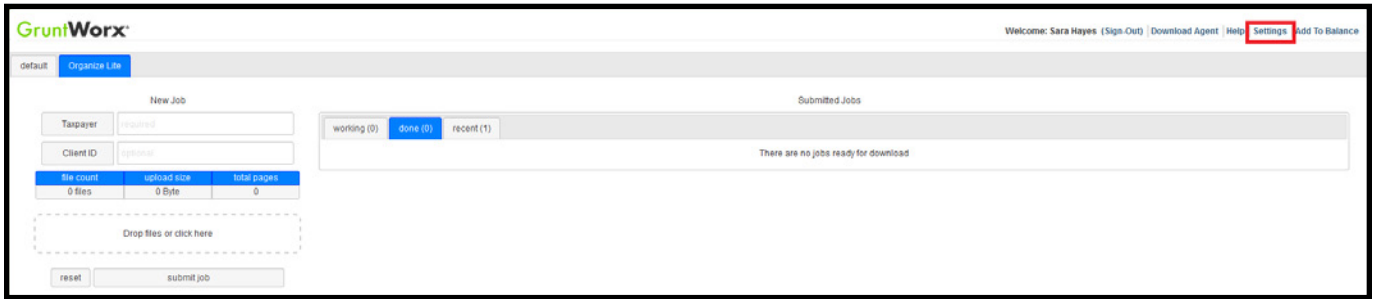 GruntWorx
Welcome: Sara Hayes (Sign-Out) | Download Agent | Help | Settings | Add To Balance
default Organize Lite
New Job
Taxpayer required
Client ID optional
file count upload size total pages
0 files 0 Byte 0
Drop files or click here
reset submit job
Submitted Jobs
working (0) done (0) recent (1)
There are no jobs ready for download